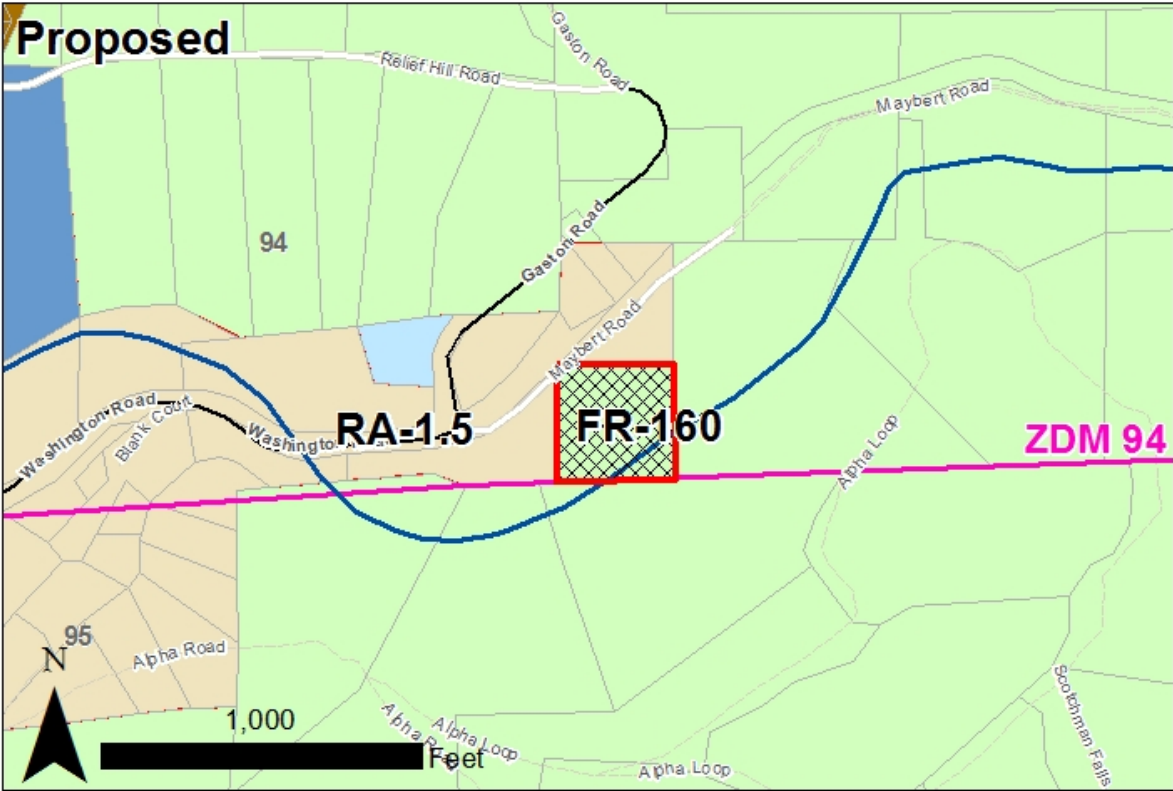 Proposed
Gaston Road
Relief Hill Road
Maybert Road
94
Gaston Road
Maybert Road
Washington Road
Blank Court
Washington
RA-1.5
FR-160
ZDM 94
Alpha Loop
95
N
Alpha Road
1,000
Feet
Alpha Road
Alpha Loop
Alpha Loop
Scotchman Falls